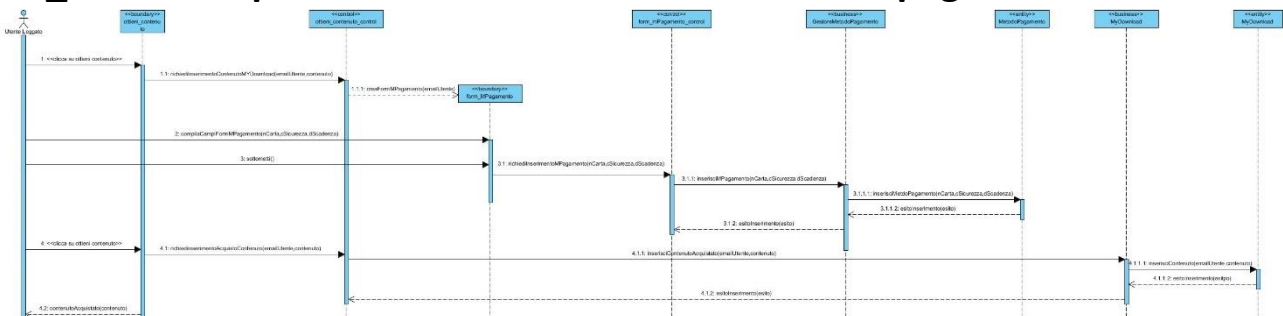 <<boundary>>
ottieni_contenu
to
<<control>>
ottieni_contenuto_control
<<control>>
form_mPagamento_control
<<business>>
GestoreMetodoPagamento
<<entity>>
MetodoPagamento
<<business>>
MyDownload
<<entity>>
MyDownload
Utente Loggato
1: <<clicca su ottieni contenuto>>
1.1: richiediInserimentoContenutoMYDownload(emailUtente,contenuto)
1.1.1: creaFormMPagamento(emailUtente)
<<boundary>>
form_MPagamento
2: compilaCampiFormMPagamento(nCarta,cSicurezza,dScadenza)
3: sottometti()
3.1: richiediInserimentoMPagamento(nCarta,cSicurezza,dScadenza)
3.1.1: inserisciMPagamento(nCarta,cSicurezza,dScadenza)
3.1.1.1: inserisciMetdoPagamento(nCarta,cSicurezza,dScadenza)
3.1.1.2: esitoInserimento(esito)
3.1.2: esitoInserimento(esito)
4: <<clicca su ottieni contenuto>>
4.1: richiediInserimentoAcquistoContenuto(emailUtente,contenuto)
4.1.1: inserisciContenutoAcquistato(emailUtente,contenuto)
4.1.1.1: inserisciContenuto(emailUtente,contenuto)
4.1.1.2: esitoInserimento(esitpo)
4.1.2: esitoInserimento(esito)
4.2: contenutoAcquistato(contenuto)